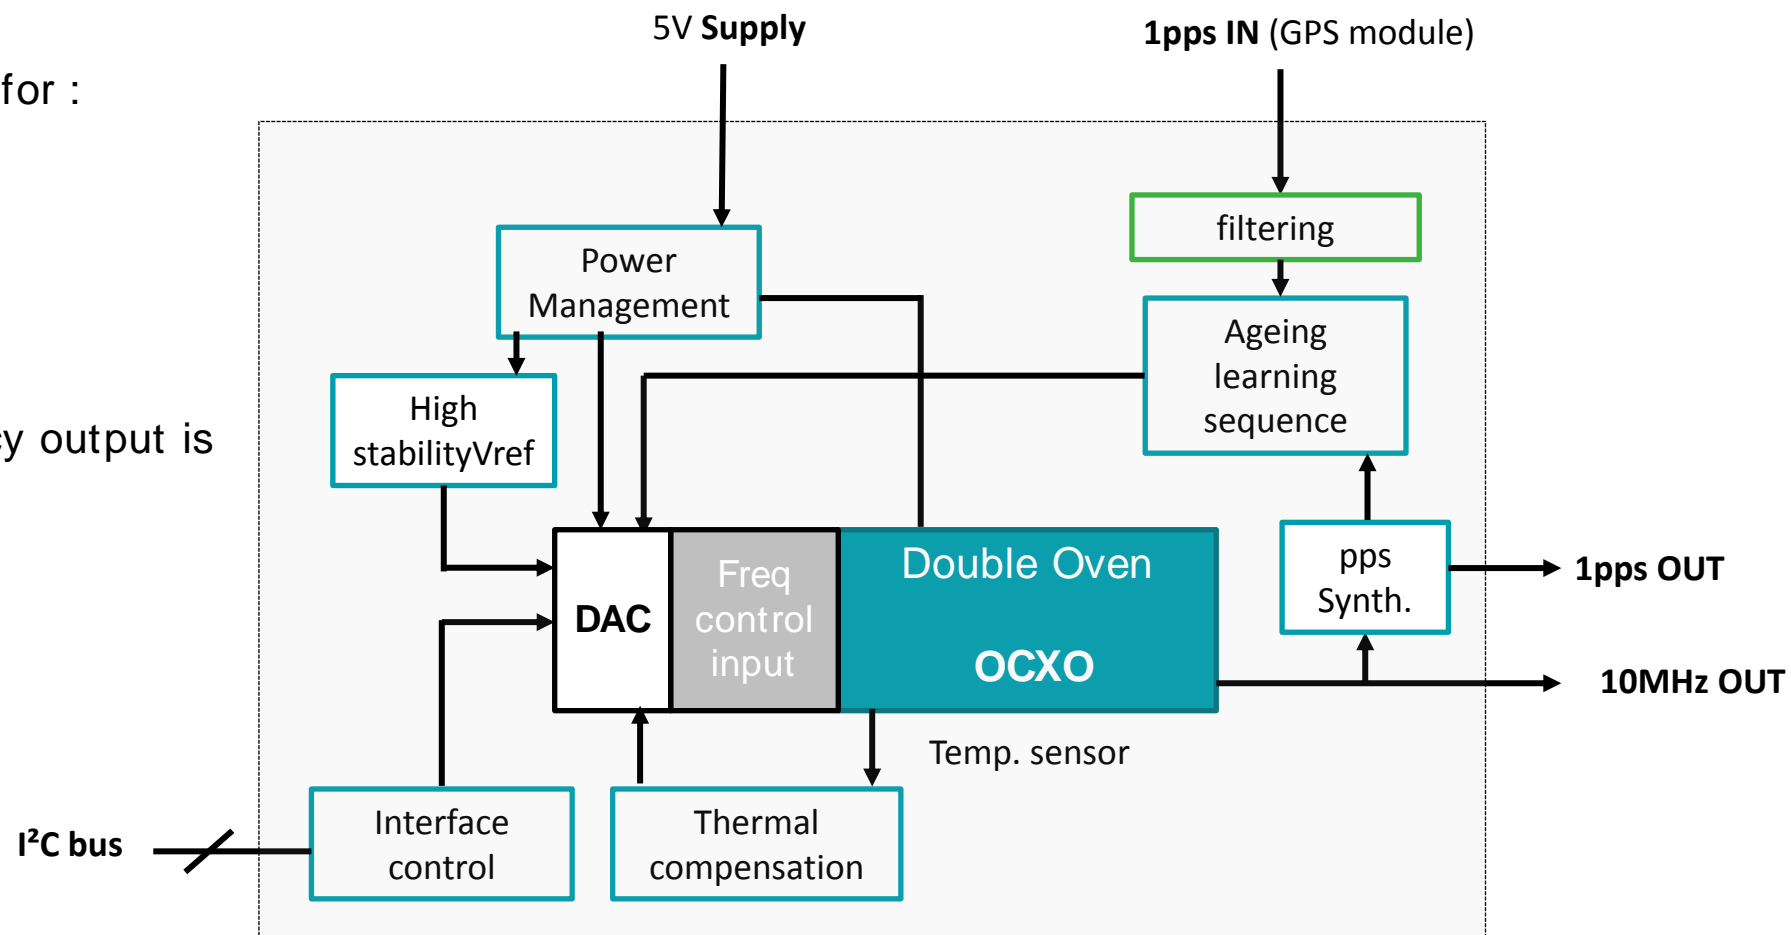 5V Supply
1pps IN (GPS module)
for :
filtering
Power
Management
Ageing
learning
sequence
High
stabilityVref
cy output is
Double Oven
OCXO
Freq
control
input
DAC
pps
Synth.
1pps OUT
10MHz OUT
Temp. sensor
Interface
control
Thermal
compensation
I²C bus